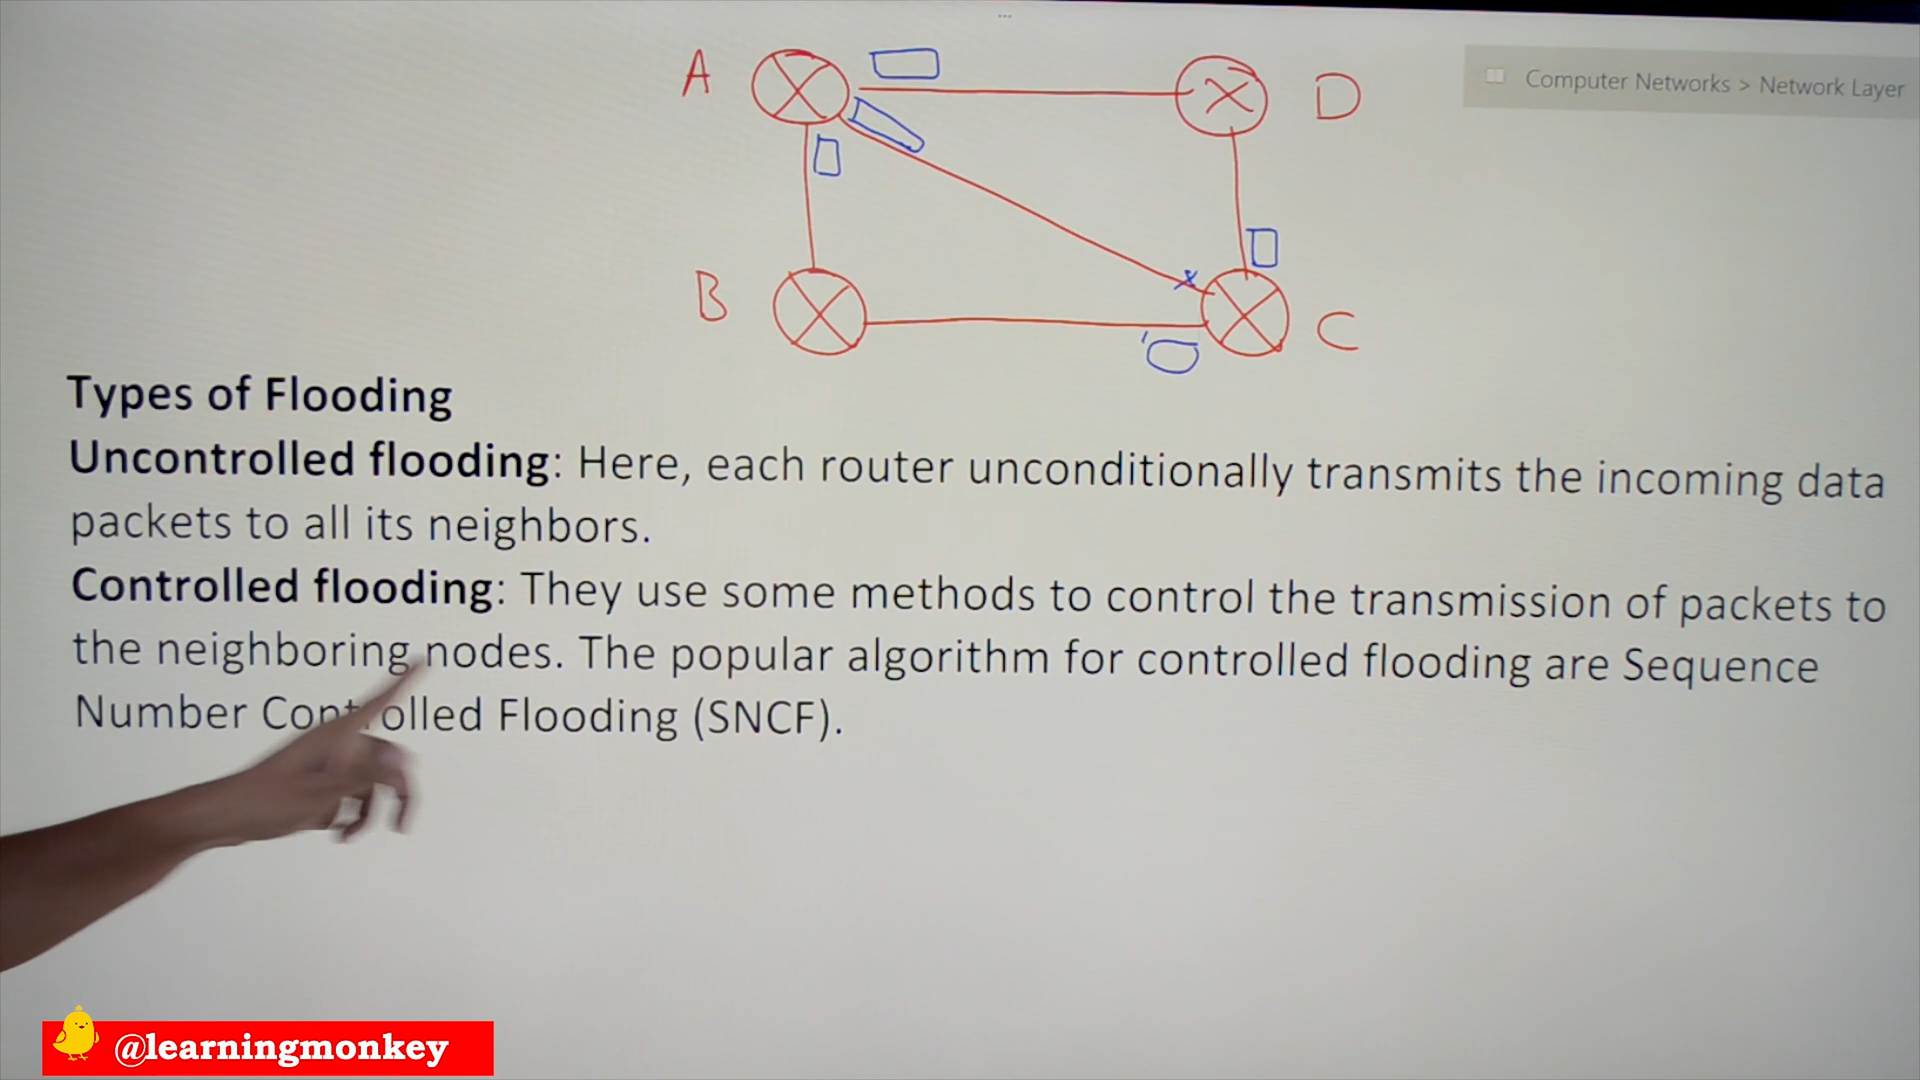 A
D
Computer Networks > Network Layer
B
C
Types of Flooding
Uncontrolled flooding: Here, each router unconditionally transmits the incoming data
packets to all its neighbors.
Controlled flooding: They use some methods to control the transmission of packets to
the neighboring nodes. The popular algorithm for controlled flooding are Sequence
Number Controlled Flooding (SNCF).
@learningmonkey